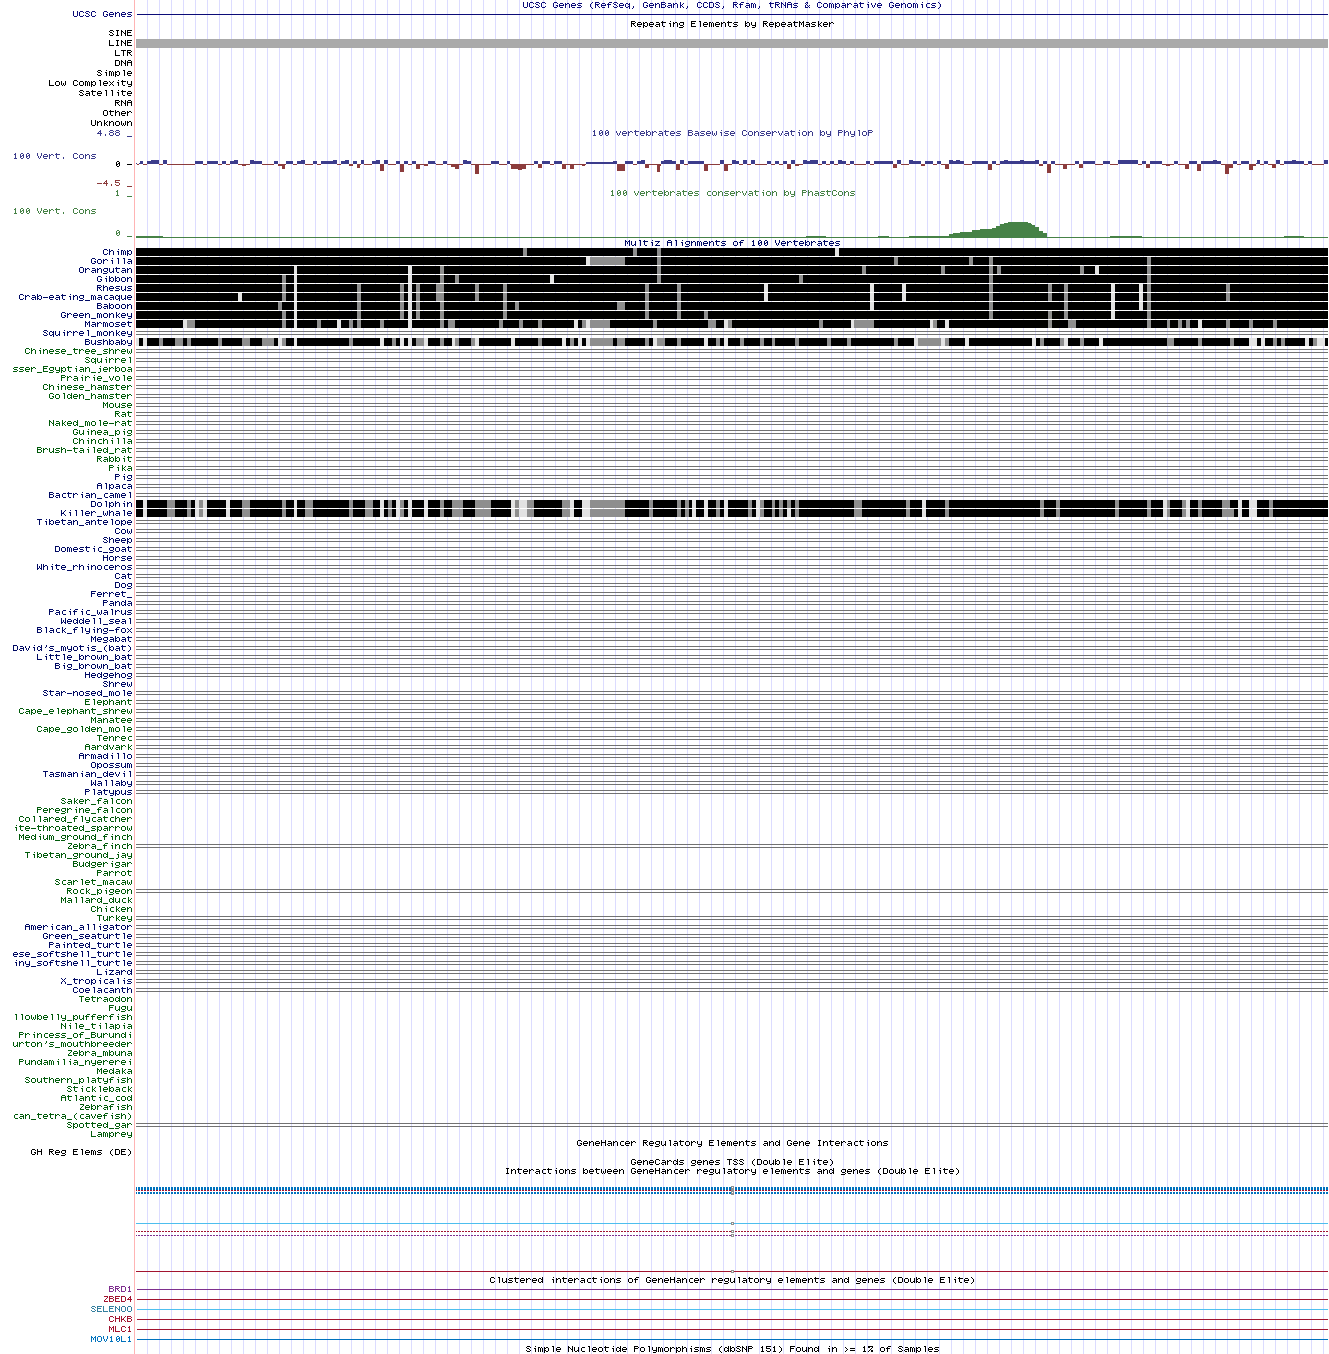 UCSC Genes (RefSeq, GenBank, CCDS, Rfam, tRNAs & Comparative Genomics)
UCSC Genes
Repeating Elements by RepeatMasker
SINE
LINE
LTR
DNA
Simple
Low Complexity
Satellite
RNA
Other
Unknown
4.88 _
100 vertebrates Basewise Conservation by PhyloP
100 Vert. Cons
0 -
-4.5 _
1 _
100 vertebrates conservation by PhastCons
100 Vert. Cons
0 _
Multiz Alignments of 100 Vertebrates
Chimp
Gorilla
Orangutan
Gibbon
Rhesus
Crab-eating_macaque
Baboon
Green_monkey
Marmoset
Squirrel_monkey
Bushbaby
Chinese_tree_shrew
Squirrel
sser_Egyptian_jerboa
Prairie_vole
Chinese_hamster
Golden_hamster
Mouse
Rat
Naked_mole-rat
Guinea_pig
Chinchilla
Brush-tailed_rat
Rabbit
Pika
Pig
Alpaca
Bactrian_camel
Dolphin
Killer_whale
Tibetan_antelope
Cow
Sheep
Domestic_goat
Horse
White_rhinoceros
Cat
Dog
Ferret_
Panda
Pacific_walrus
Weddell_seal
Black_flying-fox
Megabat
David's_myotis_(bat)
Little_brown_bat
Big_brown_bat
Hedgehog
Shrew
Star-nosed_mole
Elephant
Cape_elephant_shrew
Manatee
Cape_golden_mole
Tenrec
Aardvark
Armadillo
Opossum
Tasmanian_devil
Wallaby
Platypus
Saker_falcon
Peregrine_falcon
Collared_flycatcher
ite-throated_sparrow
Medium_ground_finch
Zebra_finch
Tibetan_ground_jay
Budgerigar
Parrot
Scarlet_macaw
Rock_pigeon
Mallard_duck
Chicken
Turkey
American_alligator
Green_seaturtle
Painted_turtle
ese_softshell_turtle
iny_softshell_turtle
Lizard
X_tropicalis
Coelacanth
Tetraodon
Fugu
llowbelly_pufferfish
Nile_tilapia
Princess_of_Burundi
urton's_mouthbreeder
Zebra_mbuna
Pundamilia_nyererei
Medaka
Southern_platyfish
Stickleback
Atlantic_cod
Zebrafish
can_tetra_(cavefish)
Spotted_gar
Lamprey
GeneHancer Regulatory Elements and Gene Interactions
GH Reg Elems (DE)
GeneCards genes TSS (Double Elite)
Interactions between GeneHancer regulatory elements and genes (Double Elite)
Clustered interactions of GeneHancer regulatory elements and genes (Double Elite)
BRD1
ZBED4
SELENOO
CHKB
MLC1
MOV10L1
Simple Nucleotide Polymorphisms (dbSNP 151) Found in >= 1% of Samples